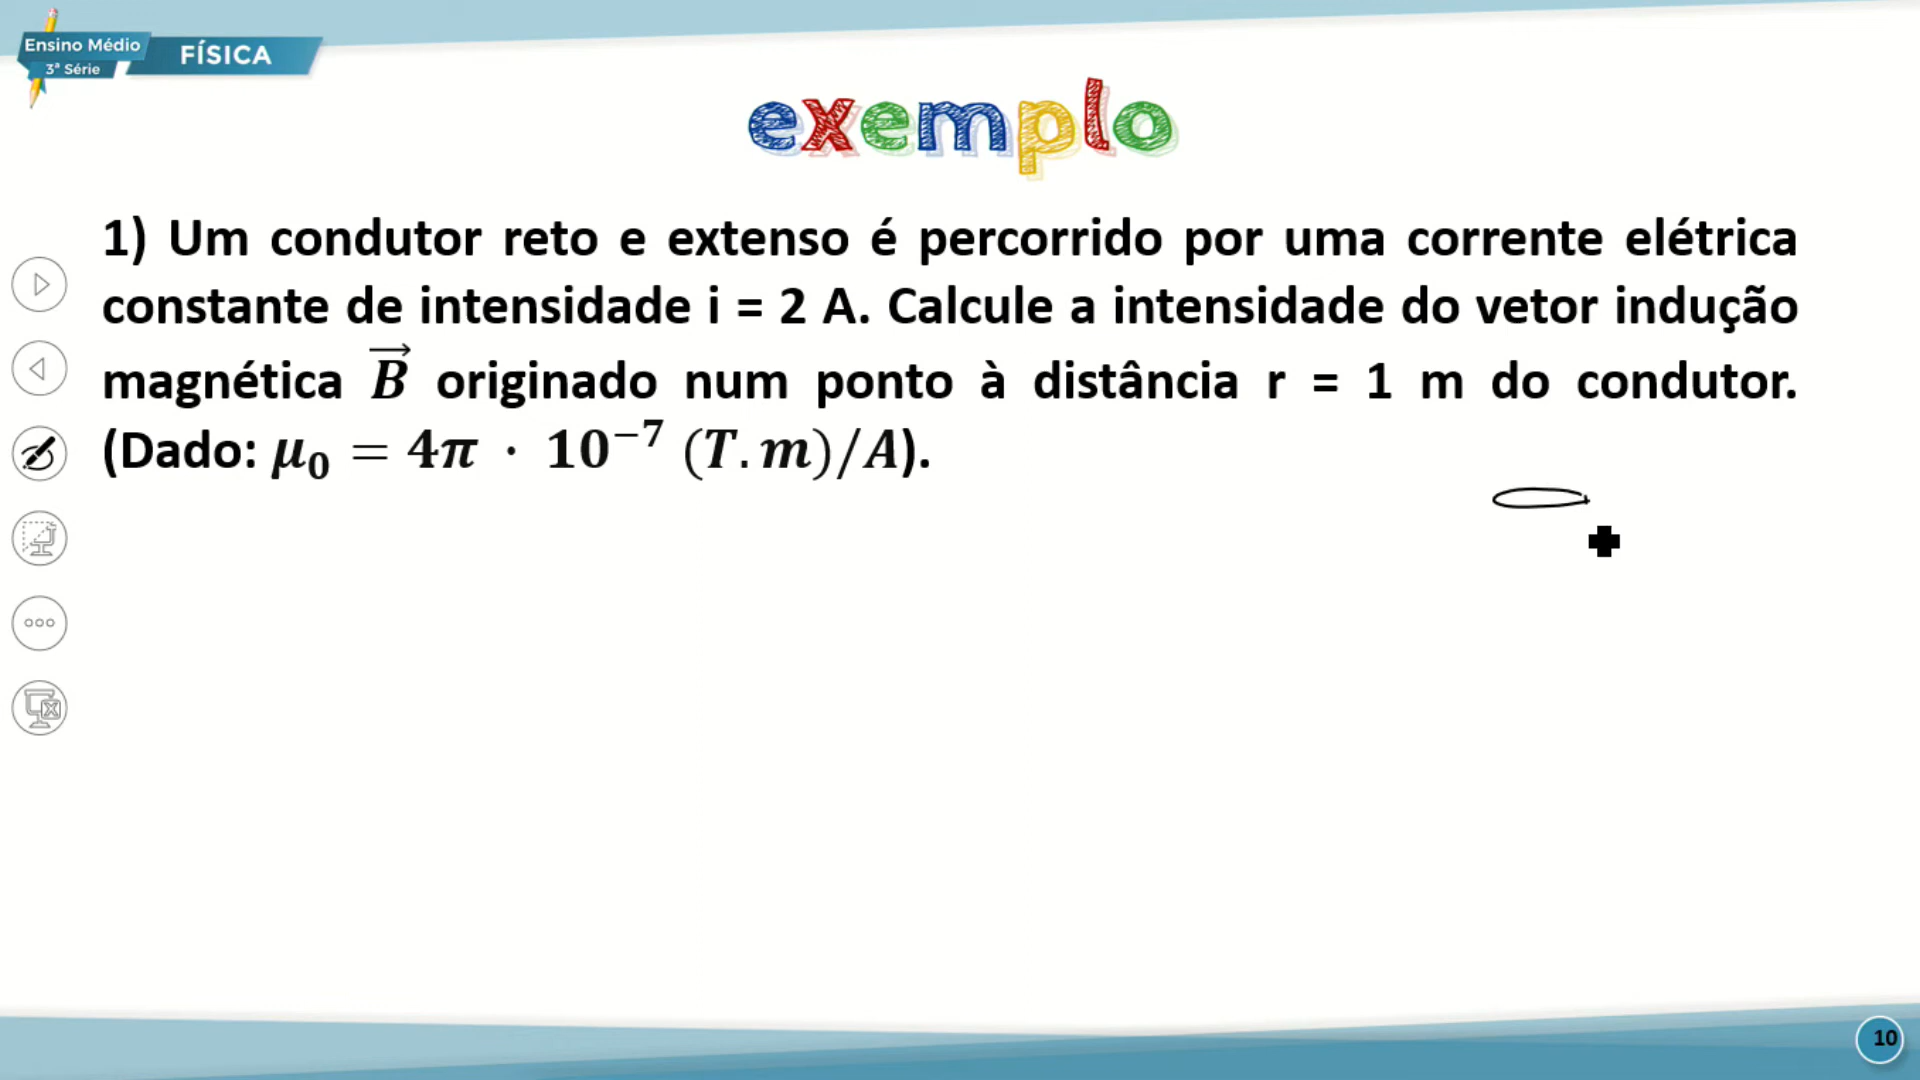 Ensino Médio
3ª Série
FÍSICA
exemplo
1) Um condutor reto e extenso é percorrido por uma corrente elétrica
constante de intensidade i = 2 A. Calcule a intensidade do vetor indução
magnética \vec{B} originado num ponto à distância r = 1 m do condutor.
(Dado: μ₀ = 4π · 10⁻⁷ (T.m)/A).
10